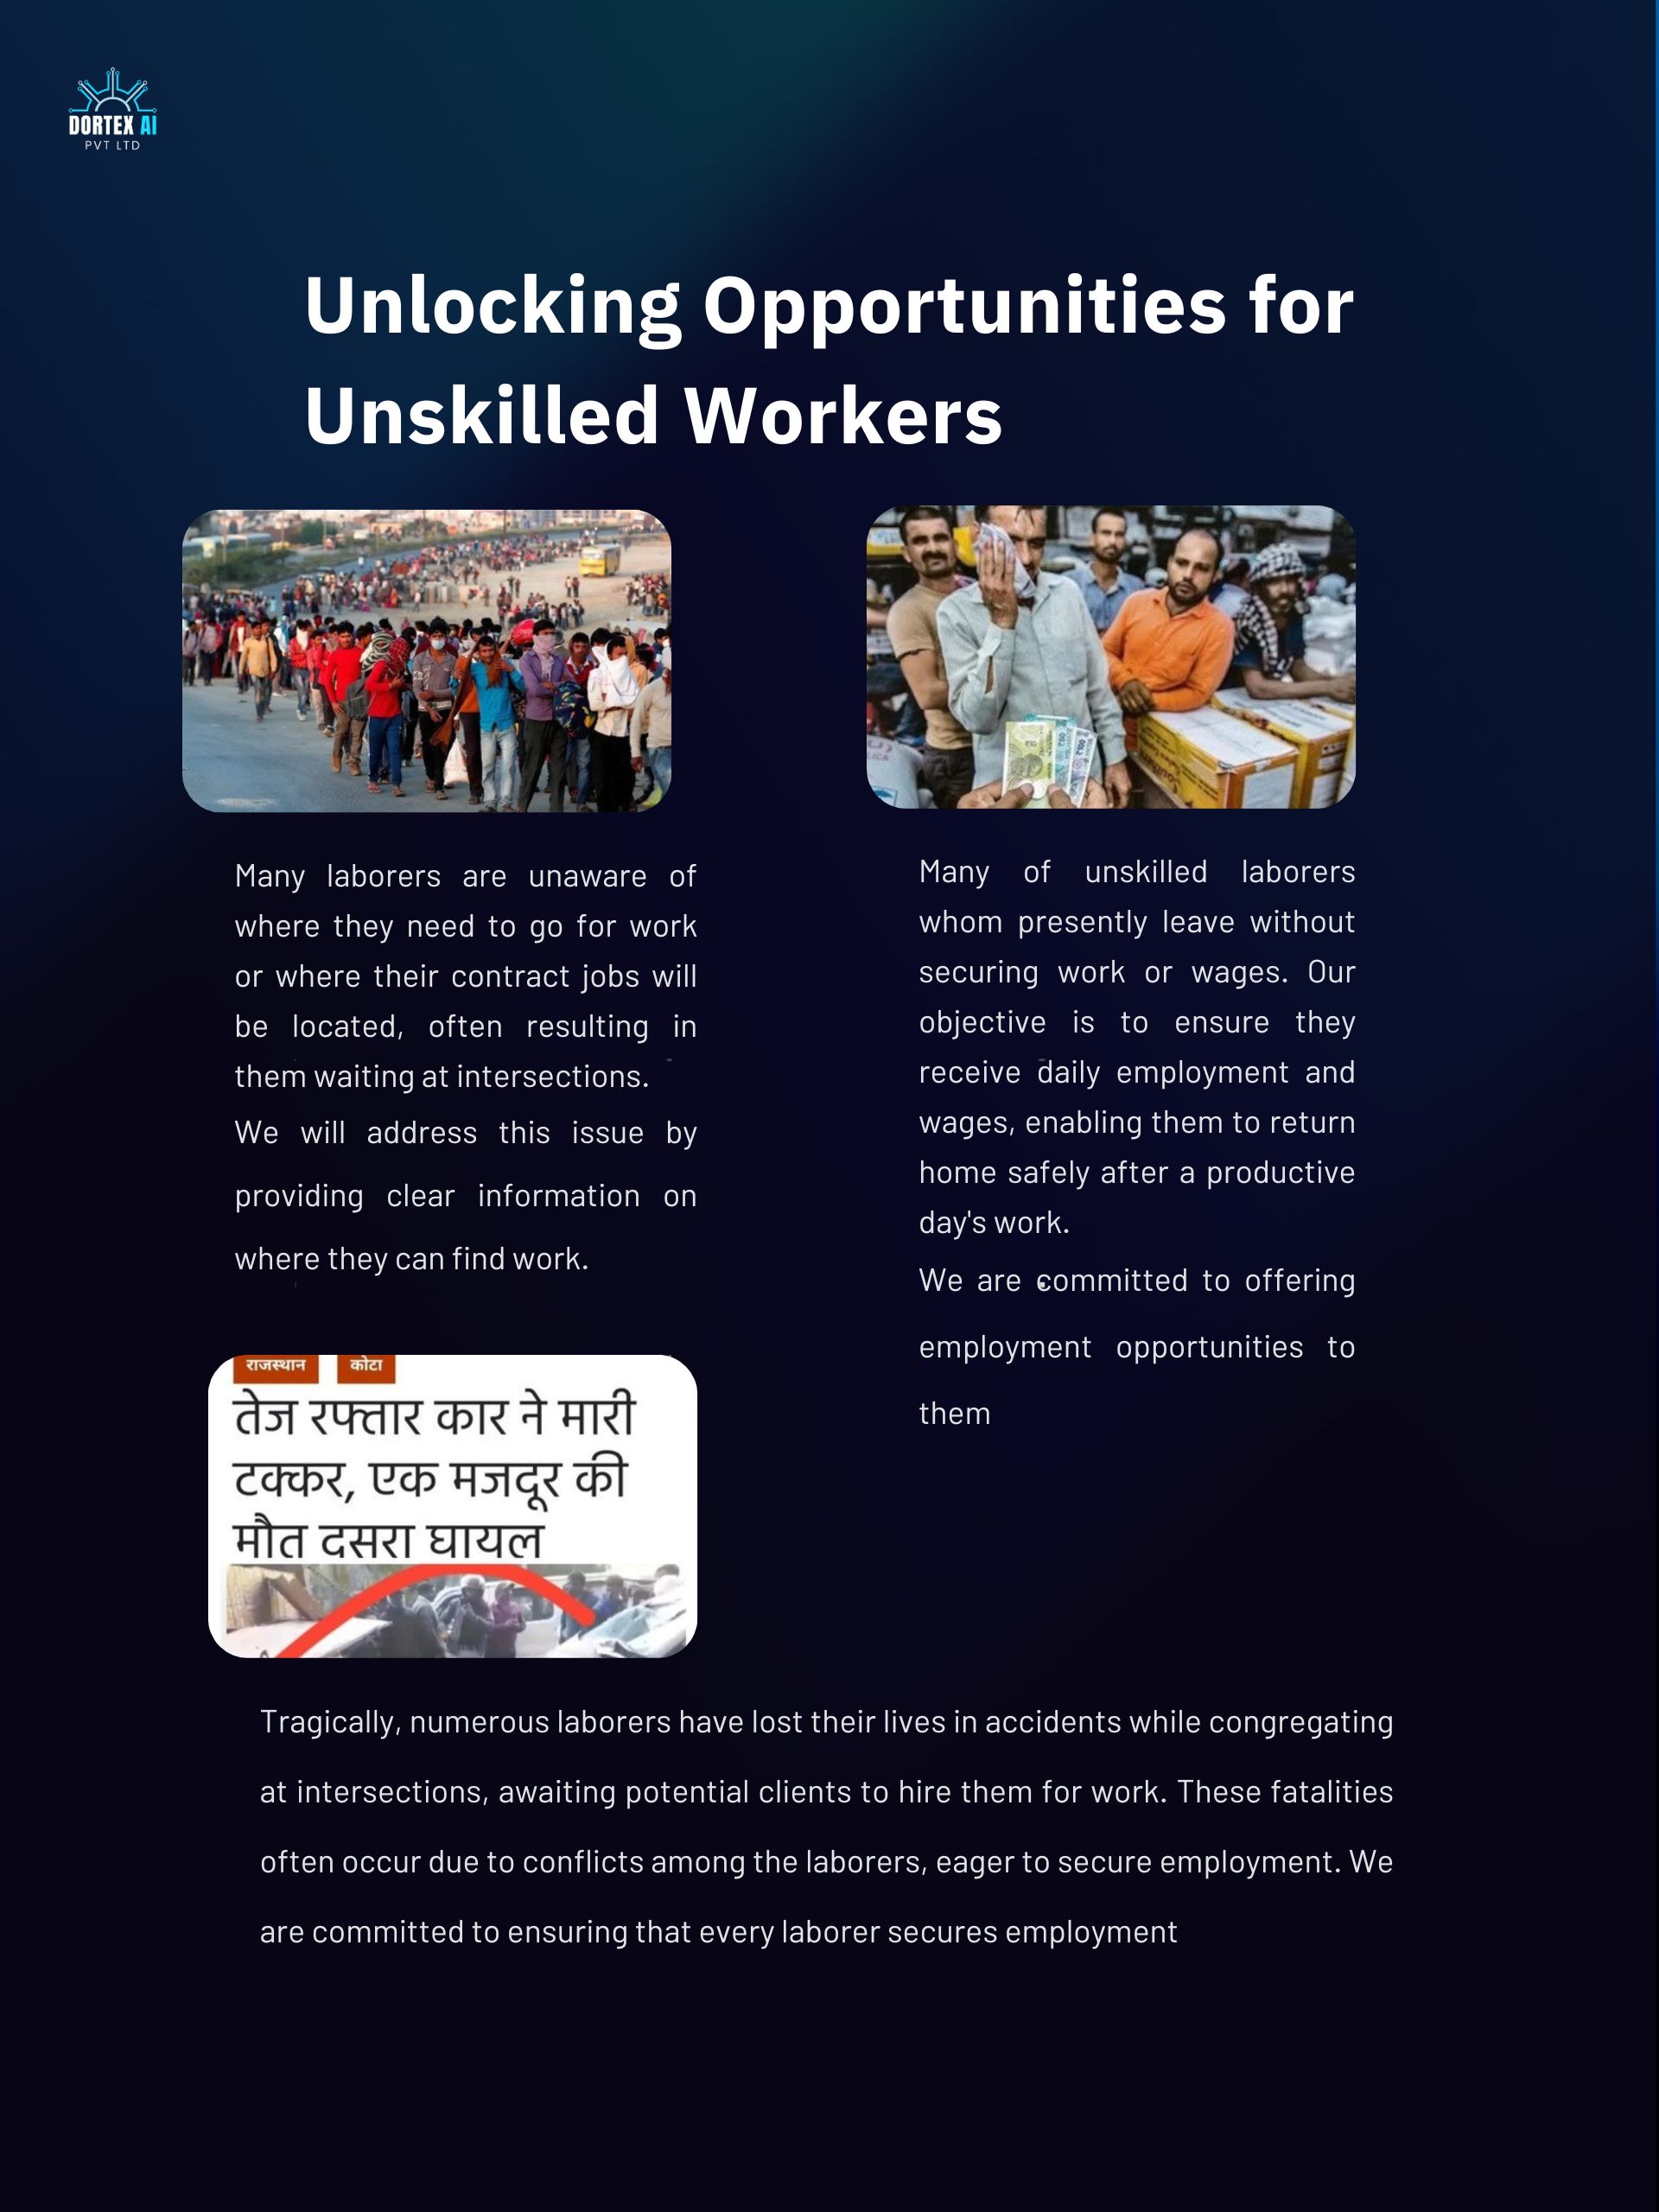 DORTEX AI
PVT LTD
Unlocking Opportunities for
Unskilled Workers
Many laborers are unaware of
where they need to go for work
or where their contract jobs will
be located, often resulting in
them waiting at intersections.
We will address this issue by
providing clear information on
where they can find work.
Many of unskilled laborers
whom presently leave without
securing work or wages. Our
objective is to ensure they
receive daily employment and
wages, enabling them to return
home safely after a productive
day's work.
We are committed to offering
employment opportunities to
them
राजस्थान कोटा
तेज रफ्तार कार ने मारी
टक्कर, एक मजदूर की
मौत दसरा घायल
Tragically, numerous laborers have lost their lives in accidents while congregating
at intersections, awaiting potential clients to hire them for work. These fatalities
often occur due to conflicts among the laborers, eager to secure employment. We
are committed to ensuring that every laborer secures employment